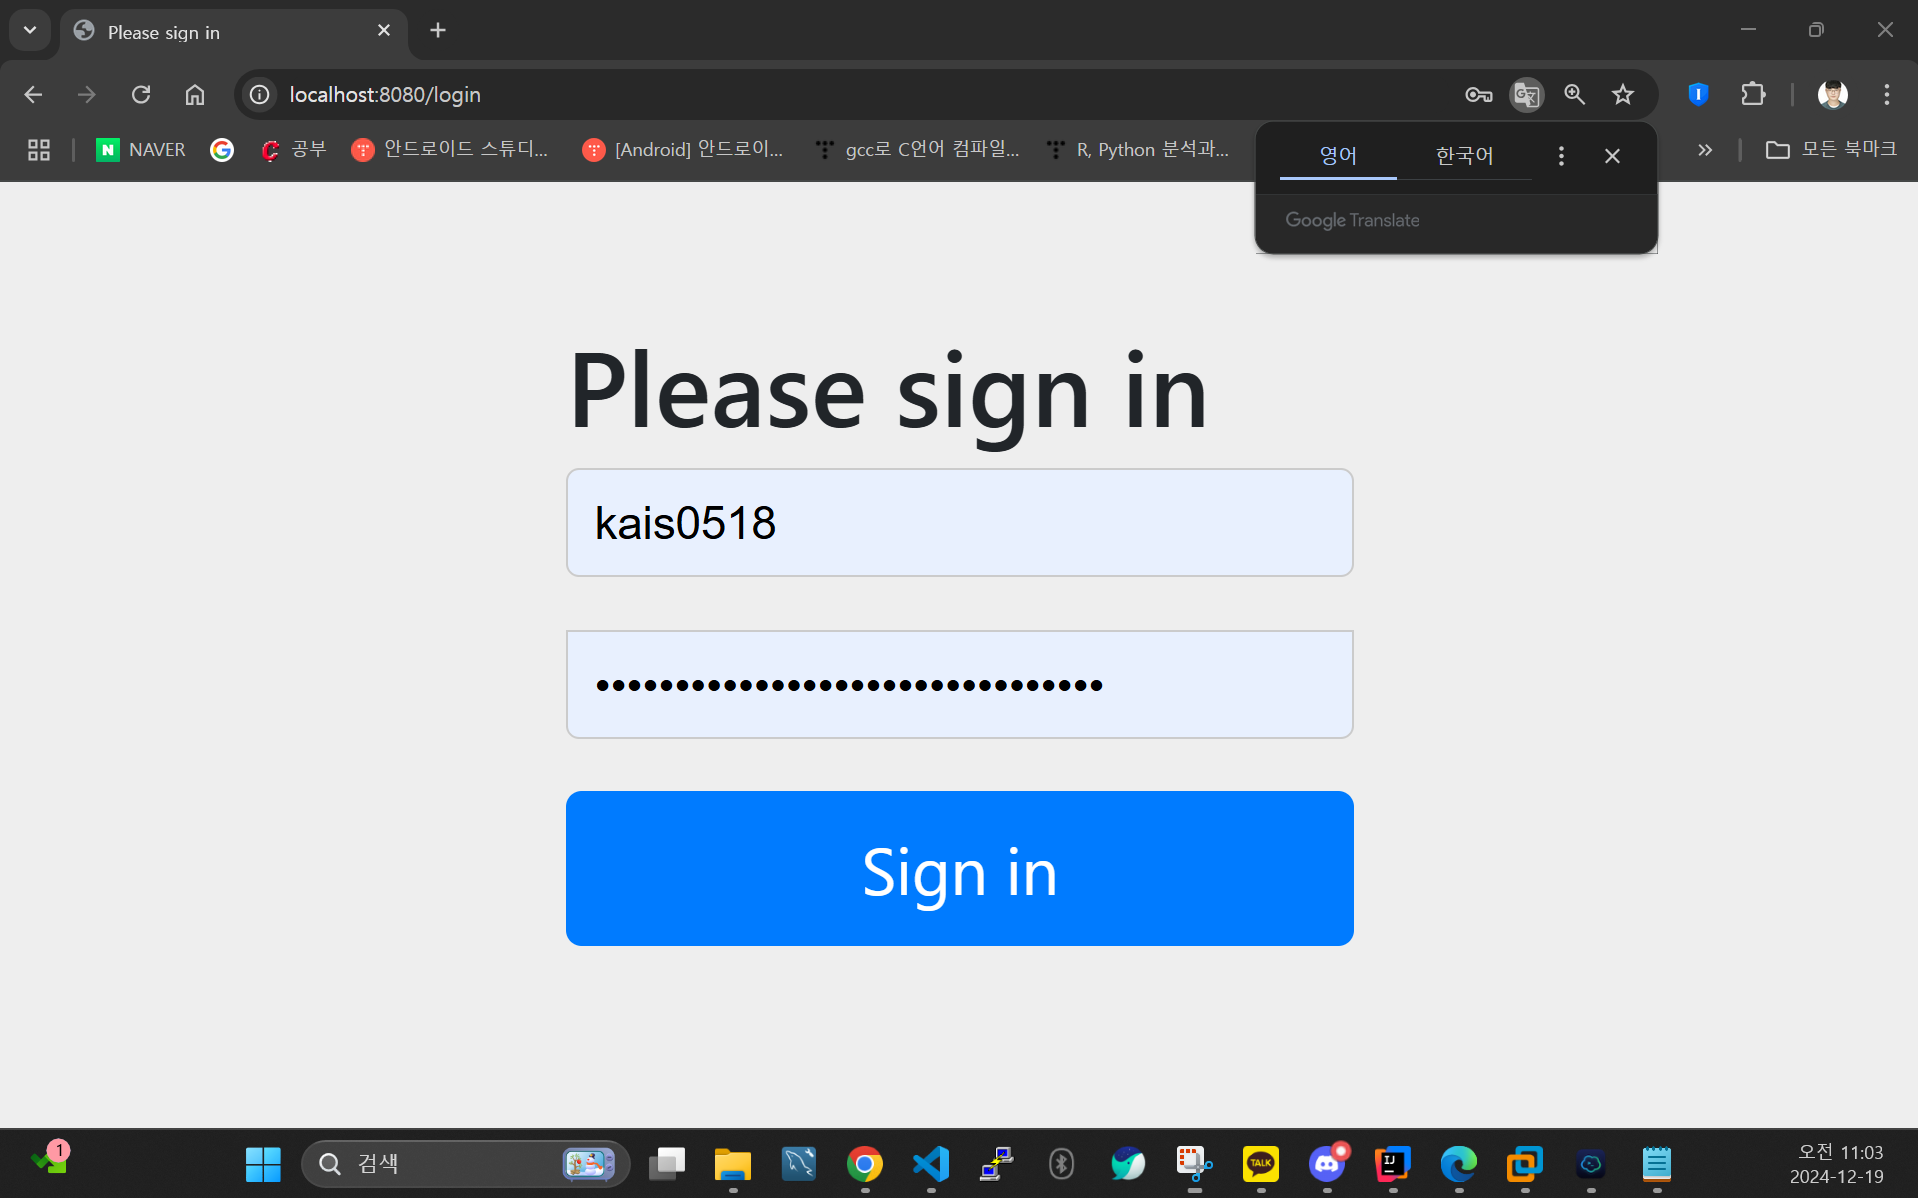 Please sign in
localhost:8080/login
NAVER
공부
안드로이드 스튜디...
[Android] 안드로이...
gcc로 C언어 컴파일...
R, Python 분석과...
모든 북마크
영어
한국어
Google Translate
Please sign in
kais0518
Sign in
1
검색
TALK
IJ
오전 11:03
2024-12-19